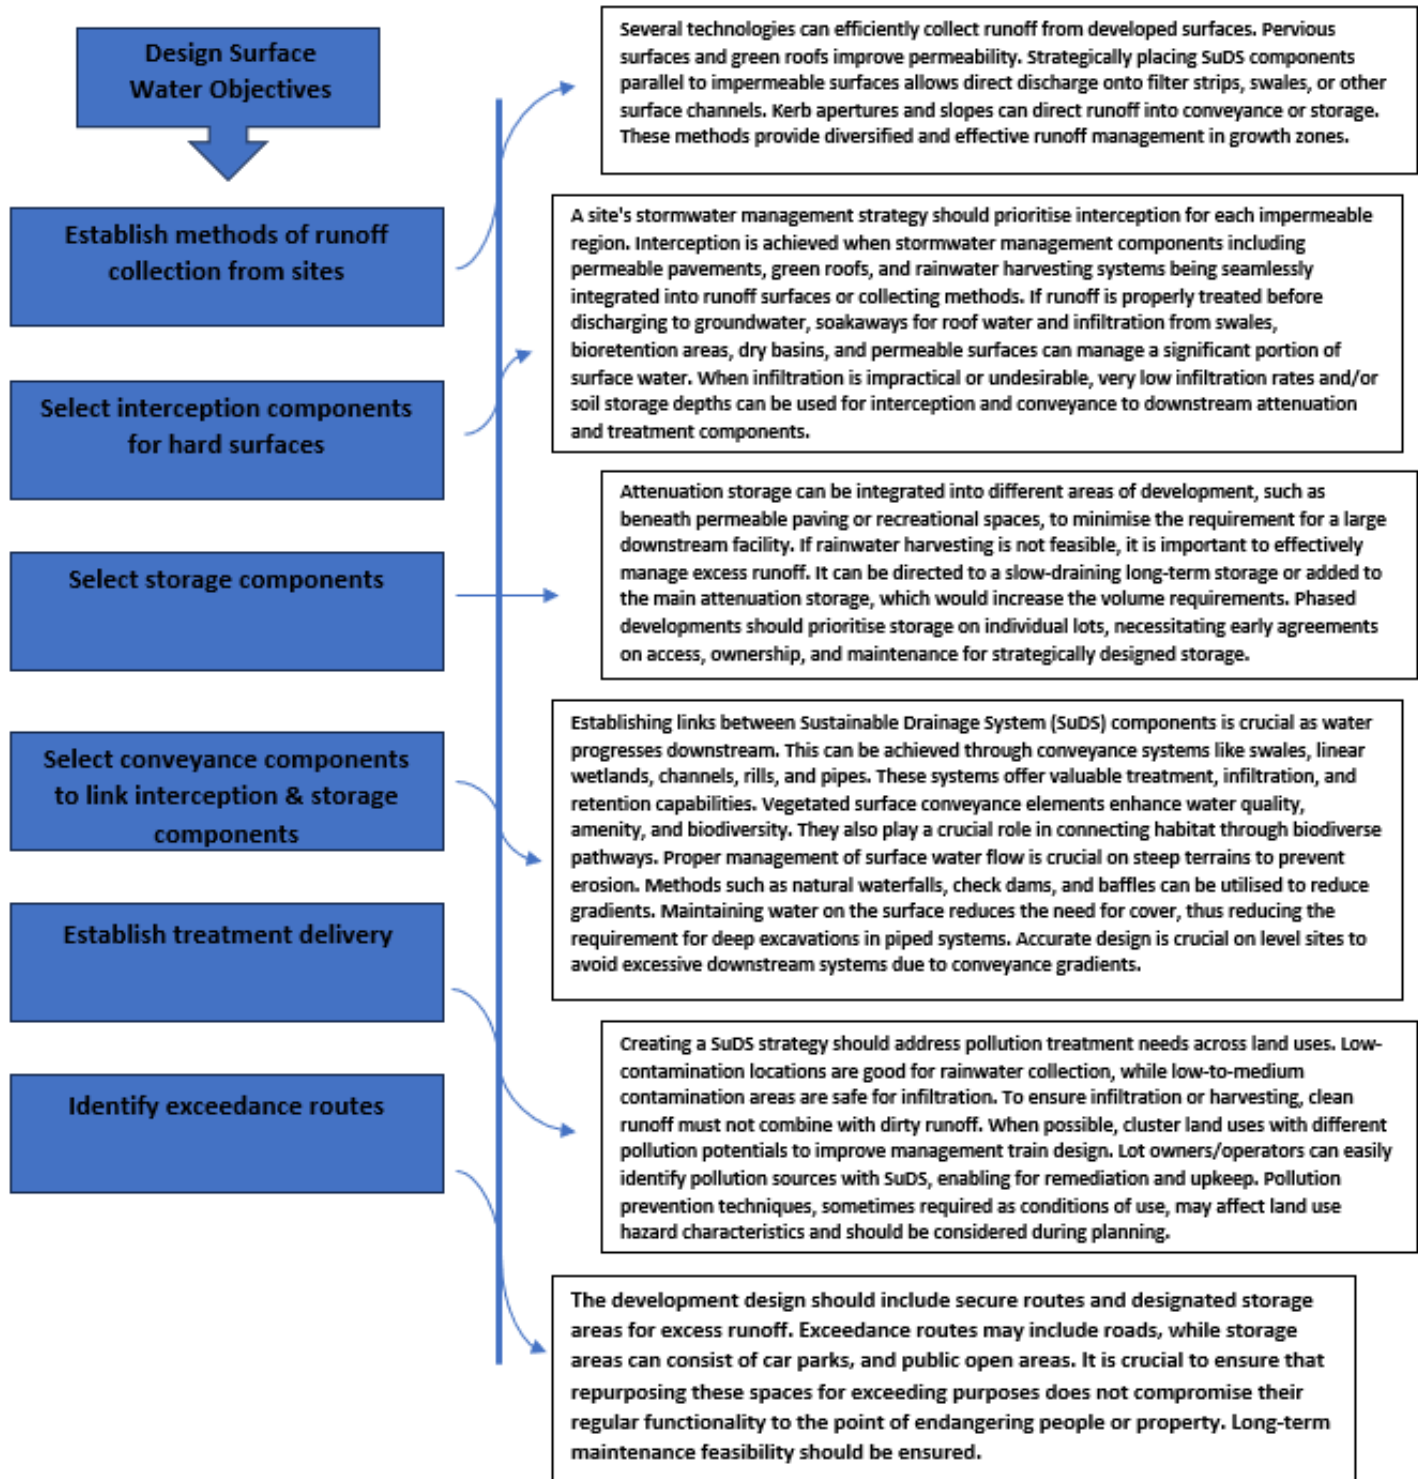 Design Surface
Water Objectives
Establish methods of runoff
collection from sites
Select interception components
for hard surfaces
Select storage components
Select conveyance components
to link interception & storage
components
Establish treatment delivery
Identify exceedance routes
Several technologies can efficiently collect runoff from developed surfaces. Pervious
surfaces and green roofs improve permeability. Strategically placing SuDS components
parallel to impermeable surfaces allows direct discharge onto filter strips, swales, or other
surface channels. Kerb apertures and slopes can direct runoff into conveyance or storage.
These methods provide diversified and effective runoff management in growth zones.
A site's stormwater management strategy should prioritise interception for each impermeable
region. Interception is achieved when stormwater management components including
permeable pavements, green roofs, and rainwater harvesting systems being seamlessly
integrated into runoff surfaces or collecting methods. If runoff is properly treated before
discharging to groundwater, soakaways for roof water and infiltration from swales,
bioretention areas, dry basins, and permeable surfaces can manage a significant portion of
surface water. When infiltration is impractical or undesirable, very low infiltration rates and/or
soil storage depths can be used for interception and conveyance to downstream attenuation
and treatment components.
Attenuation storage can be integrated into different areas of development, such as
beneath permeable paving or recreational spaces, to minimise the requirement for a large
downstream facility. If rainwater harvesting is not feasible, it is important to effectively
manage excess runoff. It can be directed to a slow-draining long-term storage or added to
the main attenuation storage, which would increase the volume requirements. Phased
developments should prioritise storage on individual lots, necessitating early agreements
on access, ownership, and maintenance for strategically designed storage.
Establishing links between Sustainable Drainage System (SuDS) components is crucial as water
progresses downstream. This can be achieved through conveyance systems like swales, linear
wetlands, channels, rills, and pipes. These systems offer valuable treatment, infiltration, and
retention capabilities. Vegetated surface conveyance elements enhance water quality,
amenity, and biodiversity. They also play a crucial role in connecting habitat through biodiverse
pathways. Proper management of surface water flow is crucial on steep terrains to prevent
erosion. Methods such as natural waterfalls, check dams, and baffles can be utilised to reduce
gradients. Maintaining water on the surface reduces the need for cover, thus reducing the
requirement for deep excavations in piped systems. Accurate design is crucial on level sites to
avoid excessive downstream systems due to conveyance gradients.
Creating a SuDS strategy should address pollution treatment needs across land uses. Low-
contamination locations are good for rainwater collection, while low-to-medium
contamination areas are safe for infiltration. To ensure infiltration or harvesting, clean
runoff must not combine with dirty runoff. When possible, cluster land uses with different
pollution potentials to improve management train design. Lot owners/operators can easily
identify pollution sources with SuDS, enabling for remediation and upkeep. Pollution
prevention techniques, sometimes required as conditions of use, may affect land use
hazard characteristics and should be considered during planning.
The development design should include secure routes and designated storage
areas for excess runoff. Exceedance routes may include roads, while storage
areas can consist of car parks, and public open areas. It is crucial to ensure that
repurposing these spaces for exceeding purposes does not compromise their
regular functionality to the point of endangering people or property. Long-term
maintenance feasibility should be ensured.